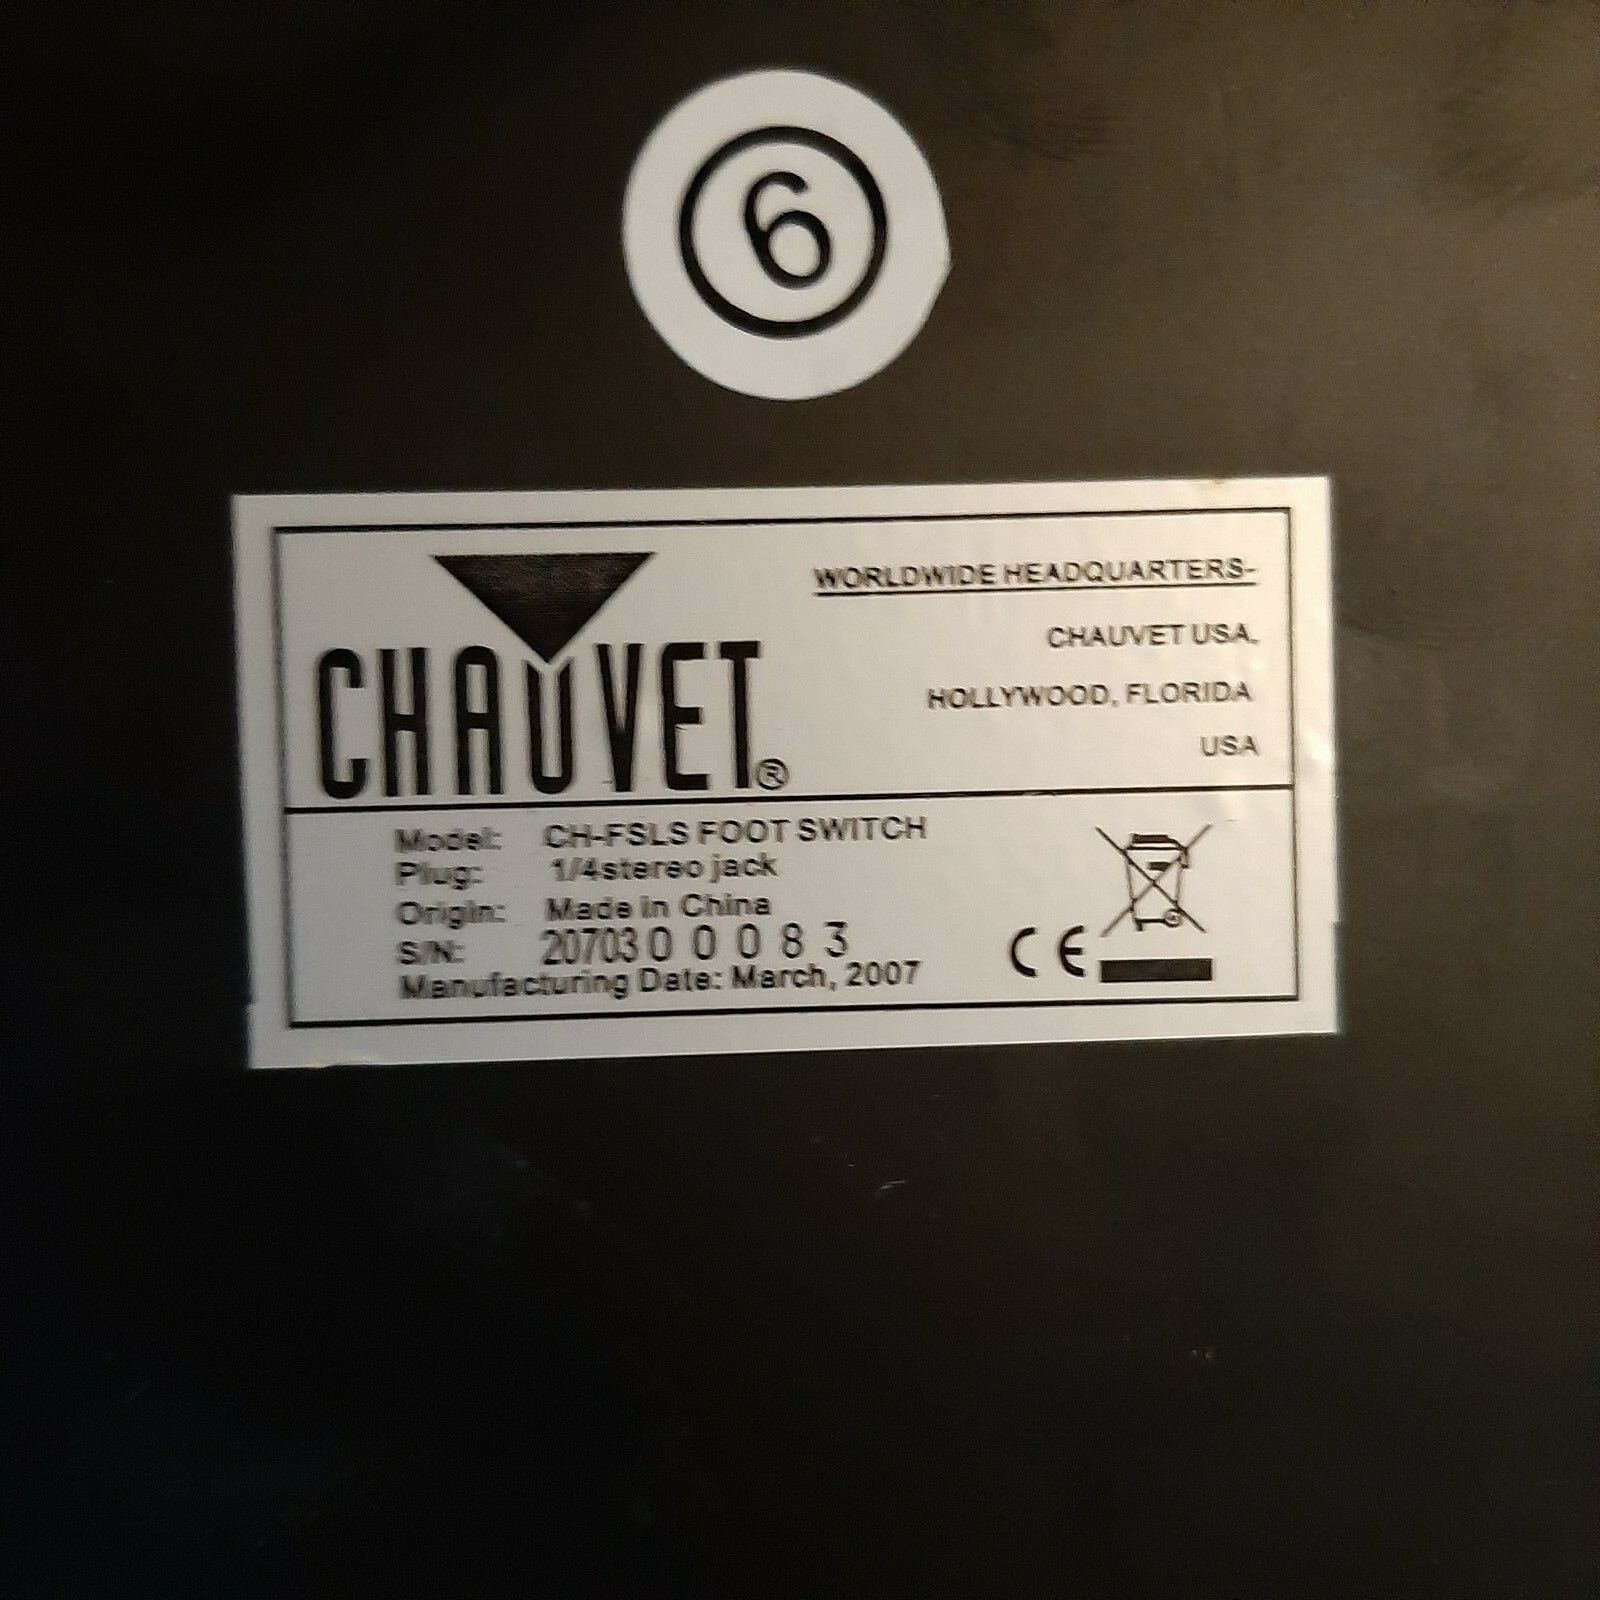 6
CHAUVET®
WORLDWIDE HEADQUARTERS-
CHAUVET USA,
HOLLYWOOD, FLORIDA
USA
Model: CH-FSLS FOOT SWITCH
Plug: 1/4stereo jack
Origin: Made in China
S/N: 20703000083
Manufacturing Date: March, 2007
CE